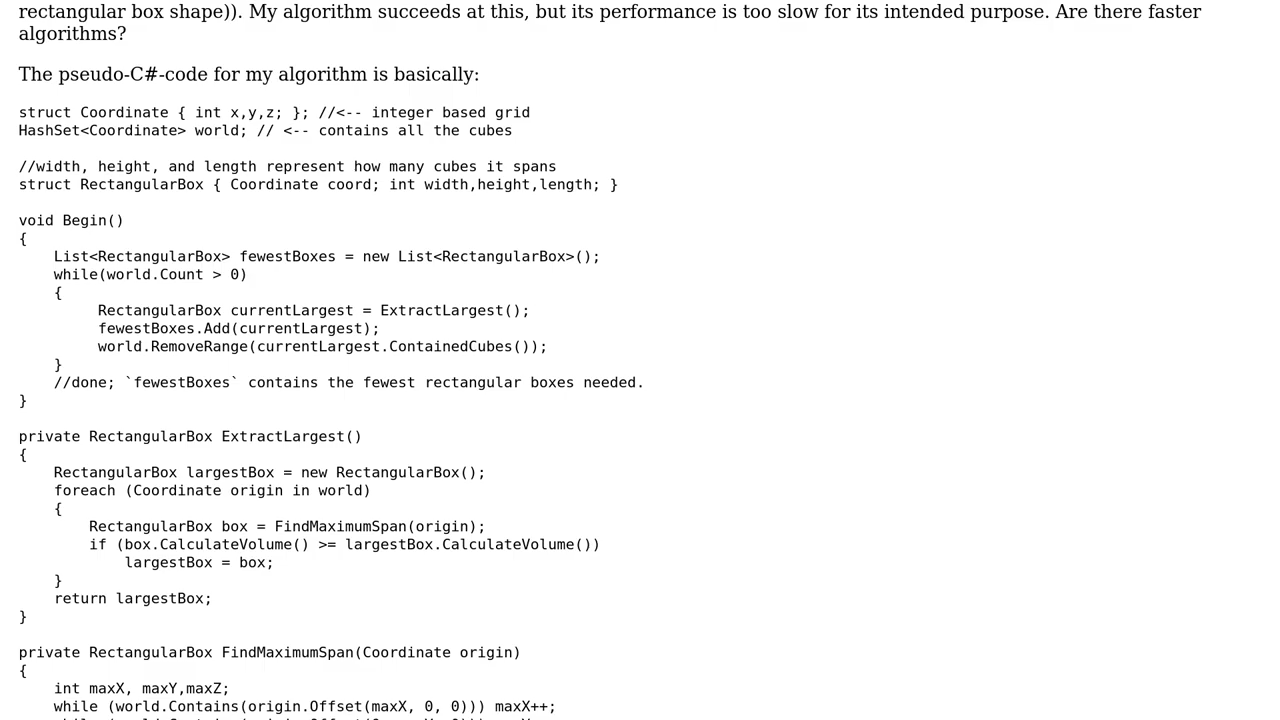 rectangular box shape)). My algorithm succeeds at this, but its performance is too slow for its intended purpose. Are there faster
algorithms?
The pseudo-C#-code for my algorithm is basically:
struct Coordinate { int x,y,z; }; //<-- integer based grid
HashSet<Coordinate> world; // <-- contains all the cubes
//width, height, and length represent how many cubes it spans
struct RectangularBox { Coordinate coord; int width,height,length; }
void Begin()
{
    List<RectangularBox> fewestBoxes = new List<RectangularBox>();
    while(world.Count > 0)
    {
         RectangularBox currentLargest = ExtractLargest();
         fewestBoxes.Add(currentLargest);
         world.RemoveRange(currentLargest.ContainedCubes());
    }
    //done; `fewestBoxes` contains the fewest rectangular boxes needed.
}
private RectangularBox ExtractLargest()
{
    RectangularBox largestBox = new RectangularBox();
    foreach (Coordinate origin in world)
    {
        RectangularBox box = FindMaximumSpan(origin);
        if (box.CalculateVolume() >= largestBox.CalculateVolume())
            largestBox = box;
    }
    return largestBox;
}
private RectangularBox FindMaximumSpan(Coordinate origin)
{
    int maxX, maxY,maxZ;
    while (world.Contains(origin.Offset(maxX, 0, 0))) maxX++;